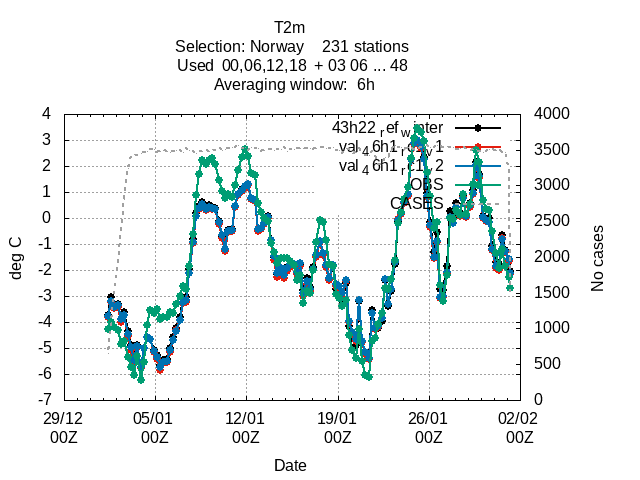 T2m
Selection: Norway 231 stations
Used 00,06,12,18 + 03 06 ... 48
Averaging window: 6h
4
3
2
1
0
-1
-2
-3
-4
-5
-6
-7
deg C
4000
3500
3000
2500
2000
1500
1000
500
0
No cases
OBS
CASES
29/12 00Z
05/01 00Z
12/01 00Z
19/01 00Z
26/01 00Z
02/02 00Z
Date